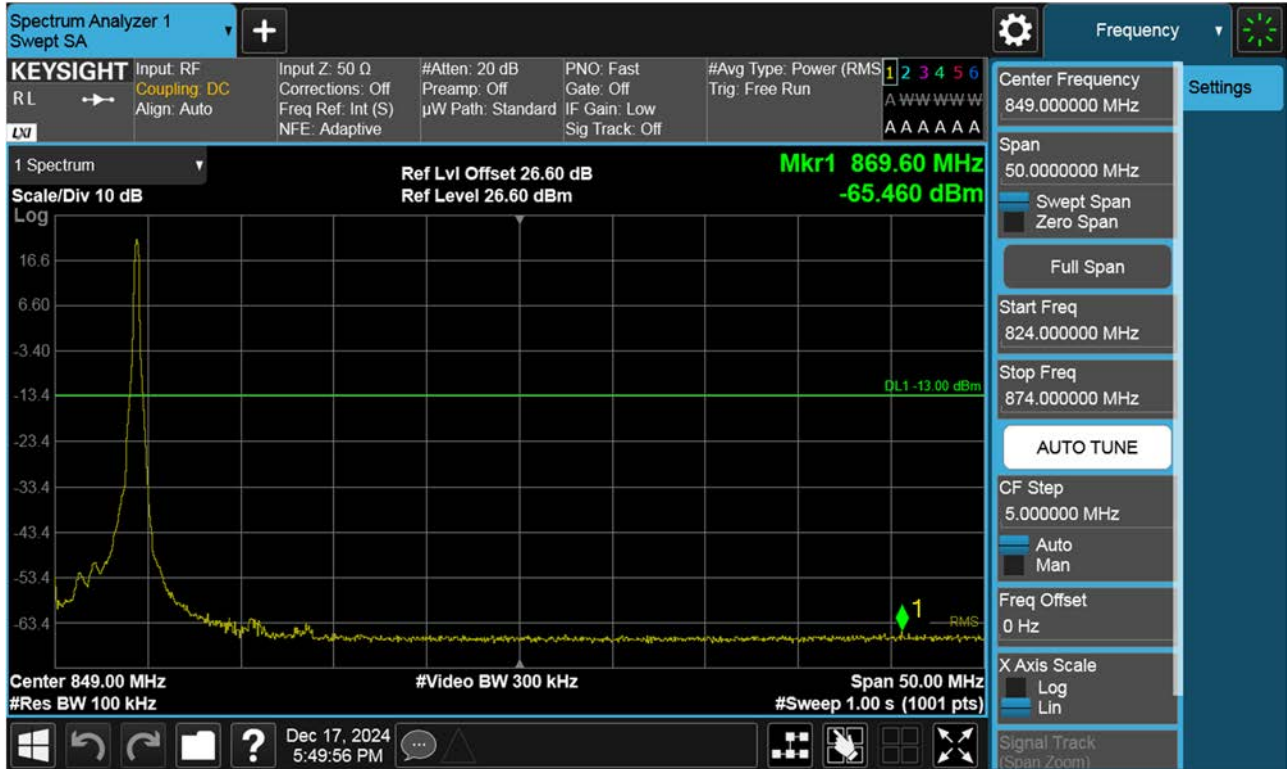 Spectrum Analyzer 1
Swept SA
+
Frequency
KEYSIGHT
RL
LXI
Input: RF
Coupling: DC
Align: Auto
Input Z: 50 Ω
Corrections: Off
Freq Ref: Int (S)
NFE: Adaptive
#Atten: 20 dB
Preamp: Off
µW Path: Standard
PNO: Fast
Gate: Off
IF Gain: Low
Sig Track: Off
#Avg Type: Power (RMS
Trig: Free Run
1 2 3 4 5 6
A W W W W W
A A A A A A
1 Spectrum
Scale/Div 10 dB
Log
Ref Lvl Offset 26.60 dB
Ref Level 26.60 dBm
Mkr1 869.60 MHz
-65.460 dBm
16.6
6.60
-3.40
-13.4
-23.4
-33.4
-43.4
-53.4
-63.4
DL1 -13.00 dBm
1
RMS
Center 849.00 MHz
#Res BW 100 kHz
#Video BW 300 kHz
Span 50.00 MHz
#Sweep 1.00 s (1001 pts)
?
Dec 17, 2024
5:49:56 PM
Center Frequency
849.000000 MHz
Span
50.0000000 MHz
Swept Span
Zero Span
Full Span
Start Freq
824.000000 MHz
Stop Freq
874.000000 MHz
AUTO TUNE
CF Step
5.000000 MHz
Auto
Man
Freq Offset
0 Hz
X Axis Scale
Log
Lin
Signal Track
(Span Zoom)
Settings